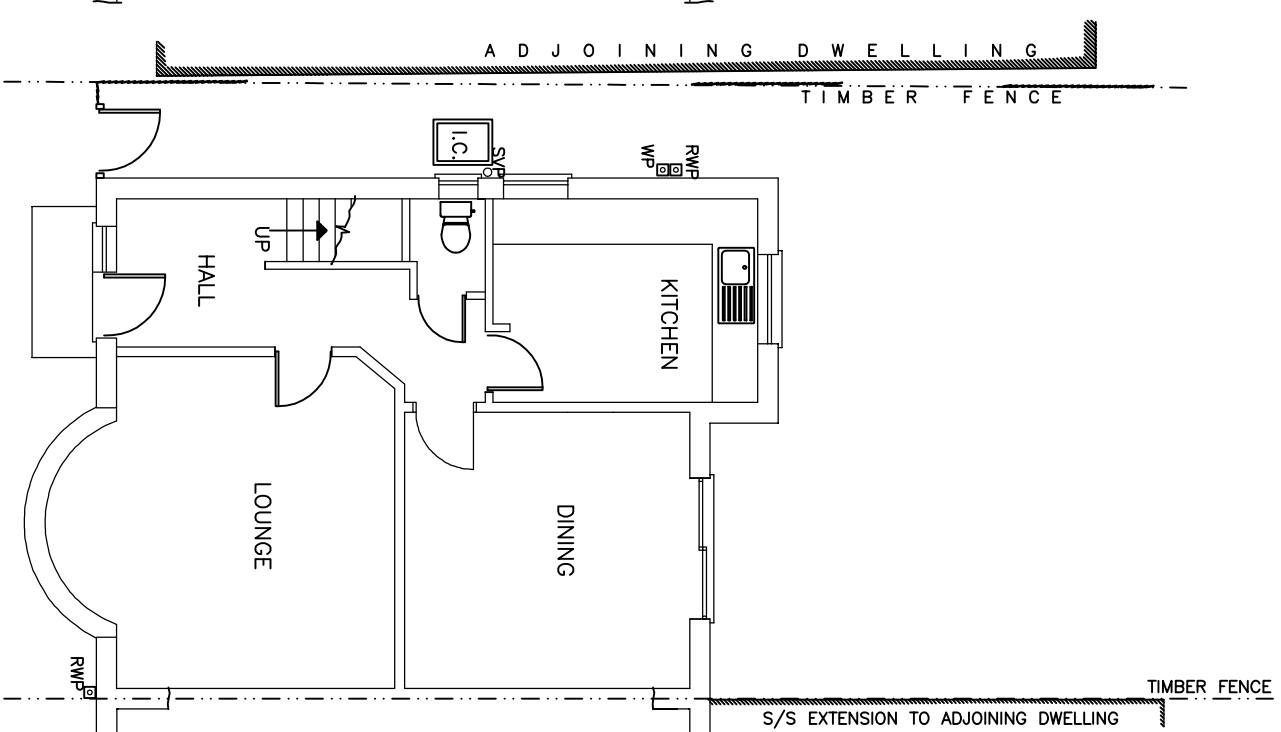 ADJOINING DWELLING
TIMBER FENCE
I.C.
SVP
WP
RWP
UP
HALL
KITCHEN
LOUNGE
DINING
RWP
TIMBER FENCE
S/S EXTENSION TO ADJOINING DWELLING